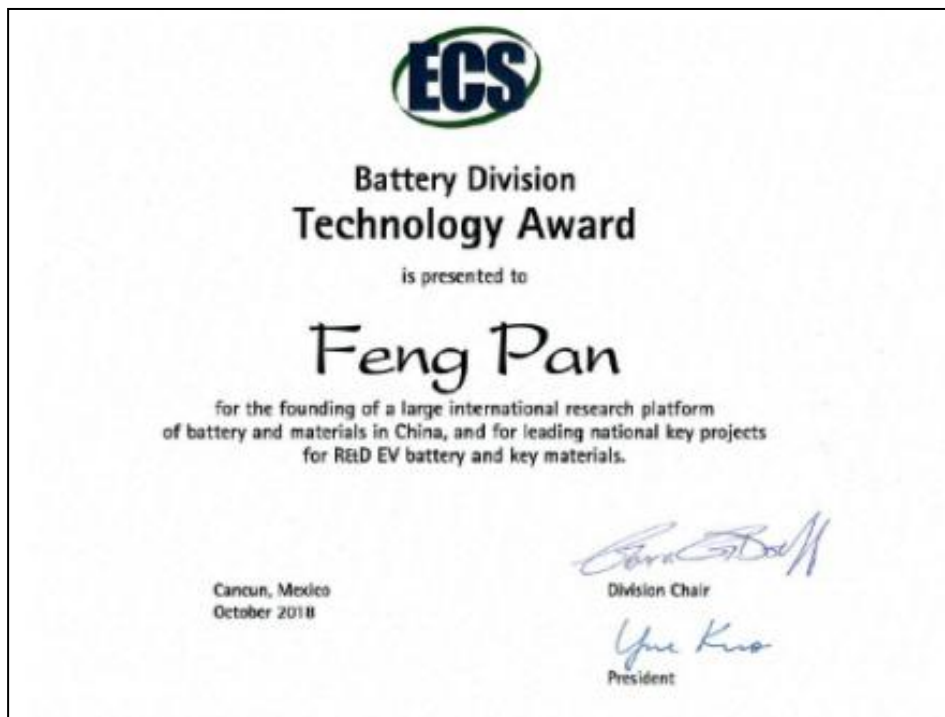 ECS
Battery Division
Technology Award
is presented to
Feng Pan
for the founding of a large international research platform
of battery and materials in China, and for leading national key projects
for R&D EV battery and key materials.
Cancun, Mexico
October 2018
Division Chair
Yue Kuo
President